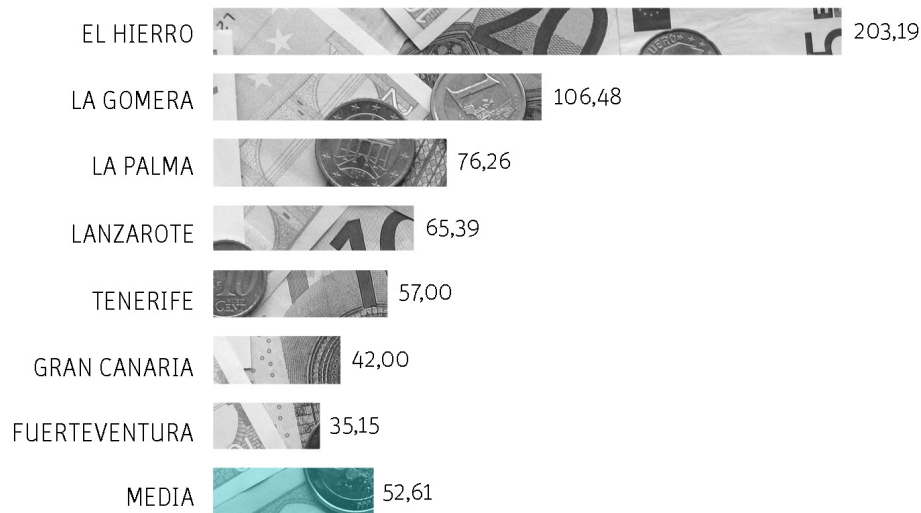 EL HIERRO 203,19
LA GOMERA 106,48
LA PALMA 76,26
LANZAROTE 65,39
TENERIFE 57,00
GRAN CANARIA 42,00
FUERTEVENTURA 35,15
MEDIA 52,61